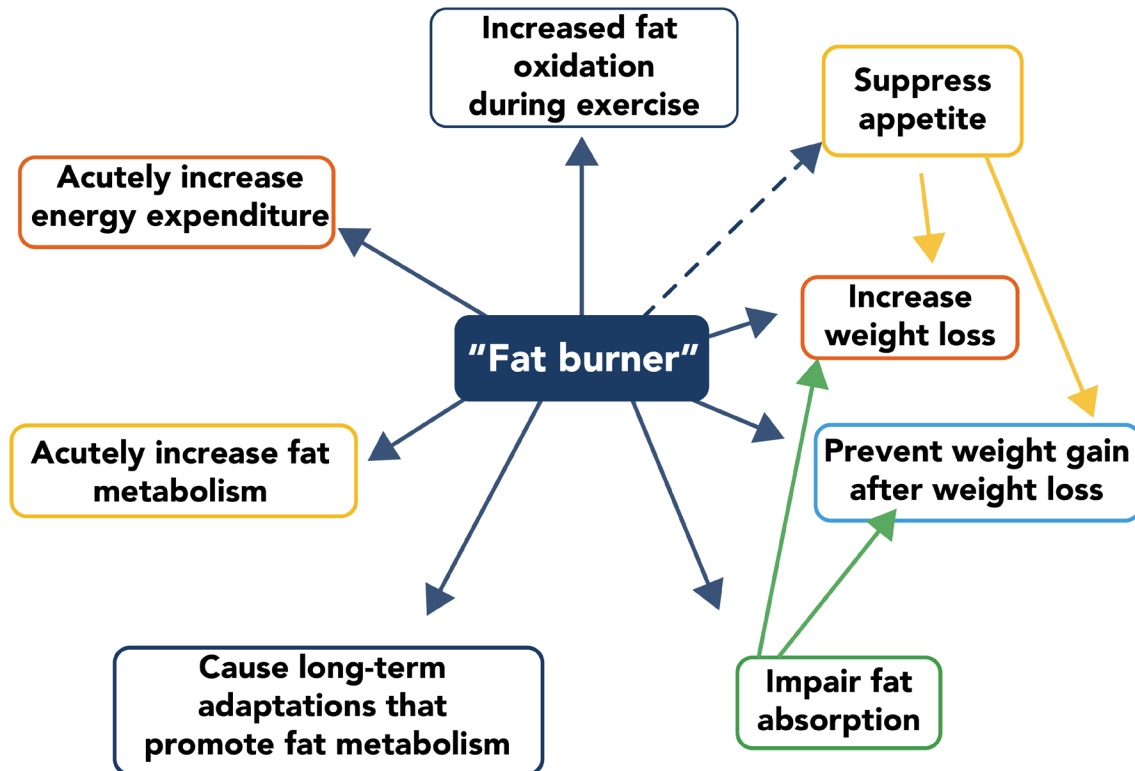 Increased fat
oxidation
during exercise
Suppress
appetite
Acutely increase
energy expenditure
Increase
weight loss
“Fat burner”
Acutely increase fat
metabolism
Prevent weight gain
after weight loss
Cause long-term
adaptations that
promote fat metabolism
Impair fat
absorption